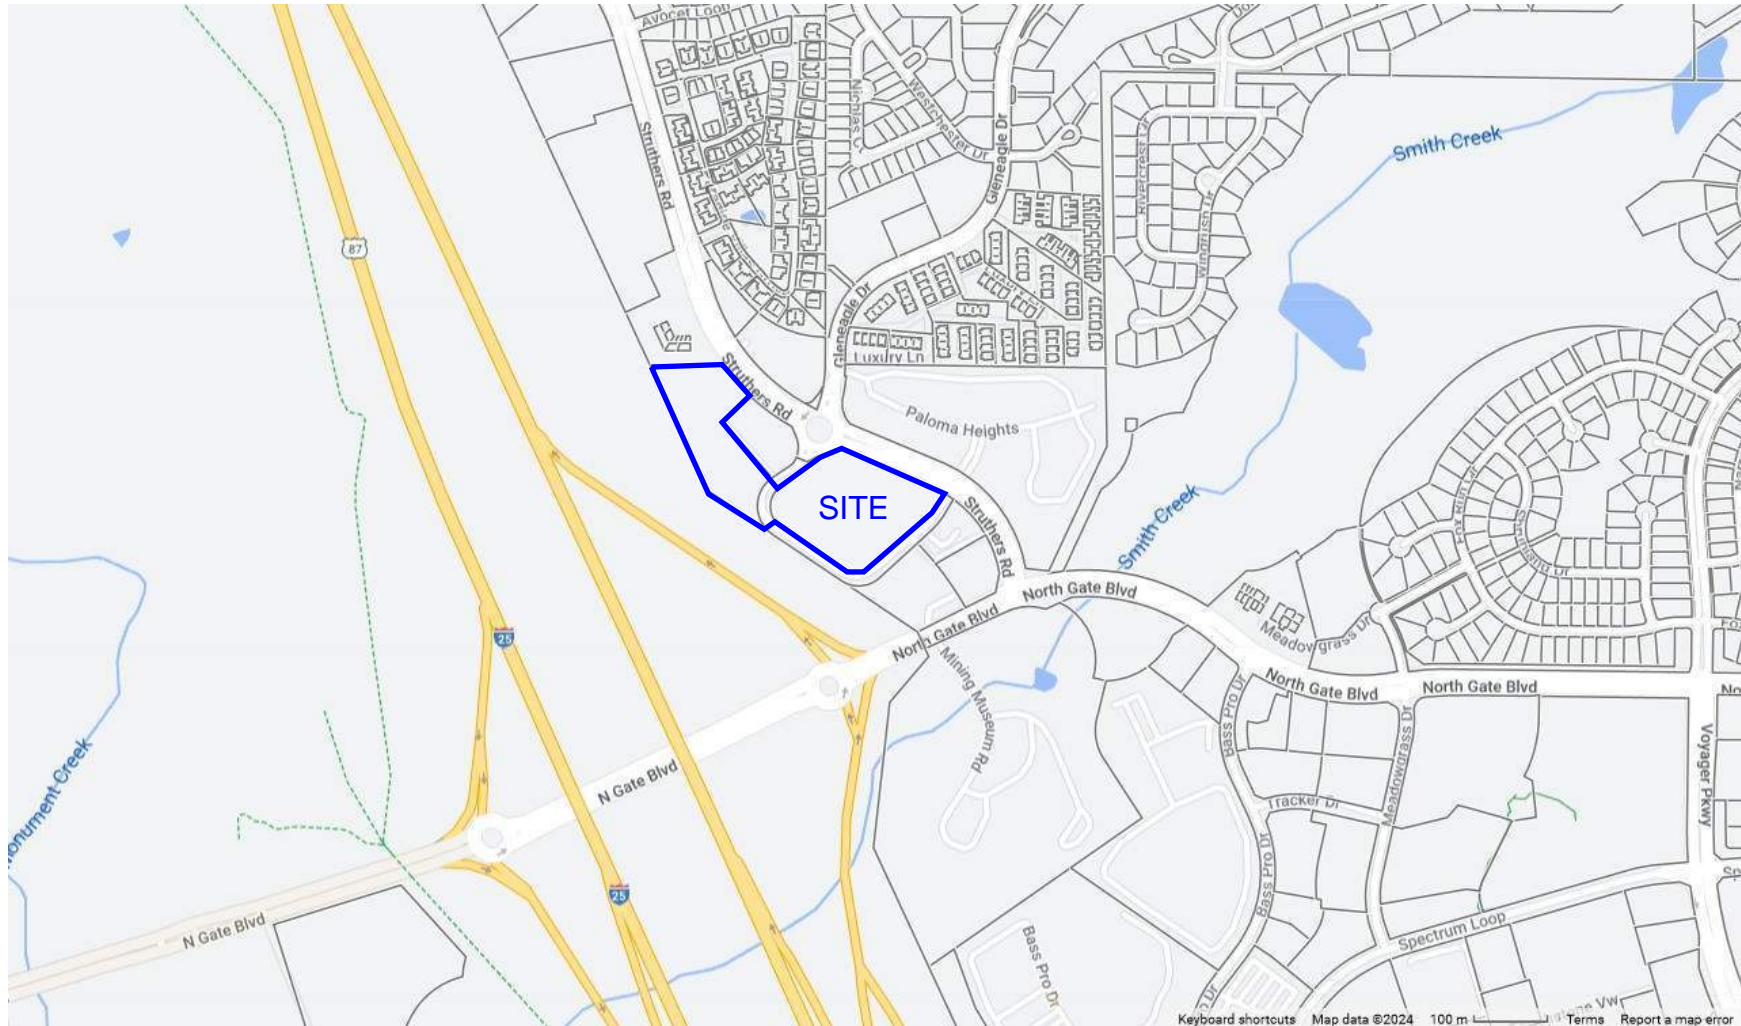 Avocet Loop
Struthers Rd
Nicklaus Ct
Westchester Dr
Gleneagle Dr
Rivercrest Dr
Windrush Dr
Smith Creek
87
Gleneagle Dr
Luxury Ln
Struthers Rd
Paloma Heights
SITE
Struthers Rd
Smith Creek
North Gate Blvd
North Gate Blvd
Meadowgrass Dr
25
Mining Museum Rd
Bass Pro Dr
North Gate Blvd
North Gate Blvd
No
Monument Creek
N Gate Blvd
Meadowgrass Dr
Voyager Pkwy
Tracker Dr
Bass Pro Dr
25
N Gate Blvd
Bass Pro Dr
Spectrum Loop
Keyboard shortcuts Map data ©2024 100 m Terms Report a map error